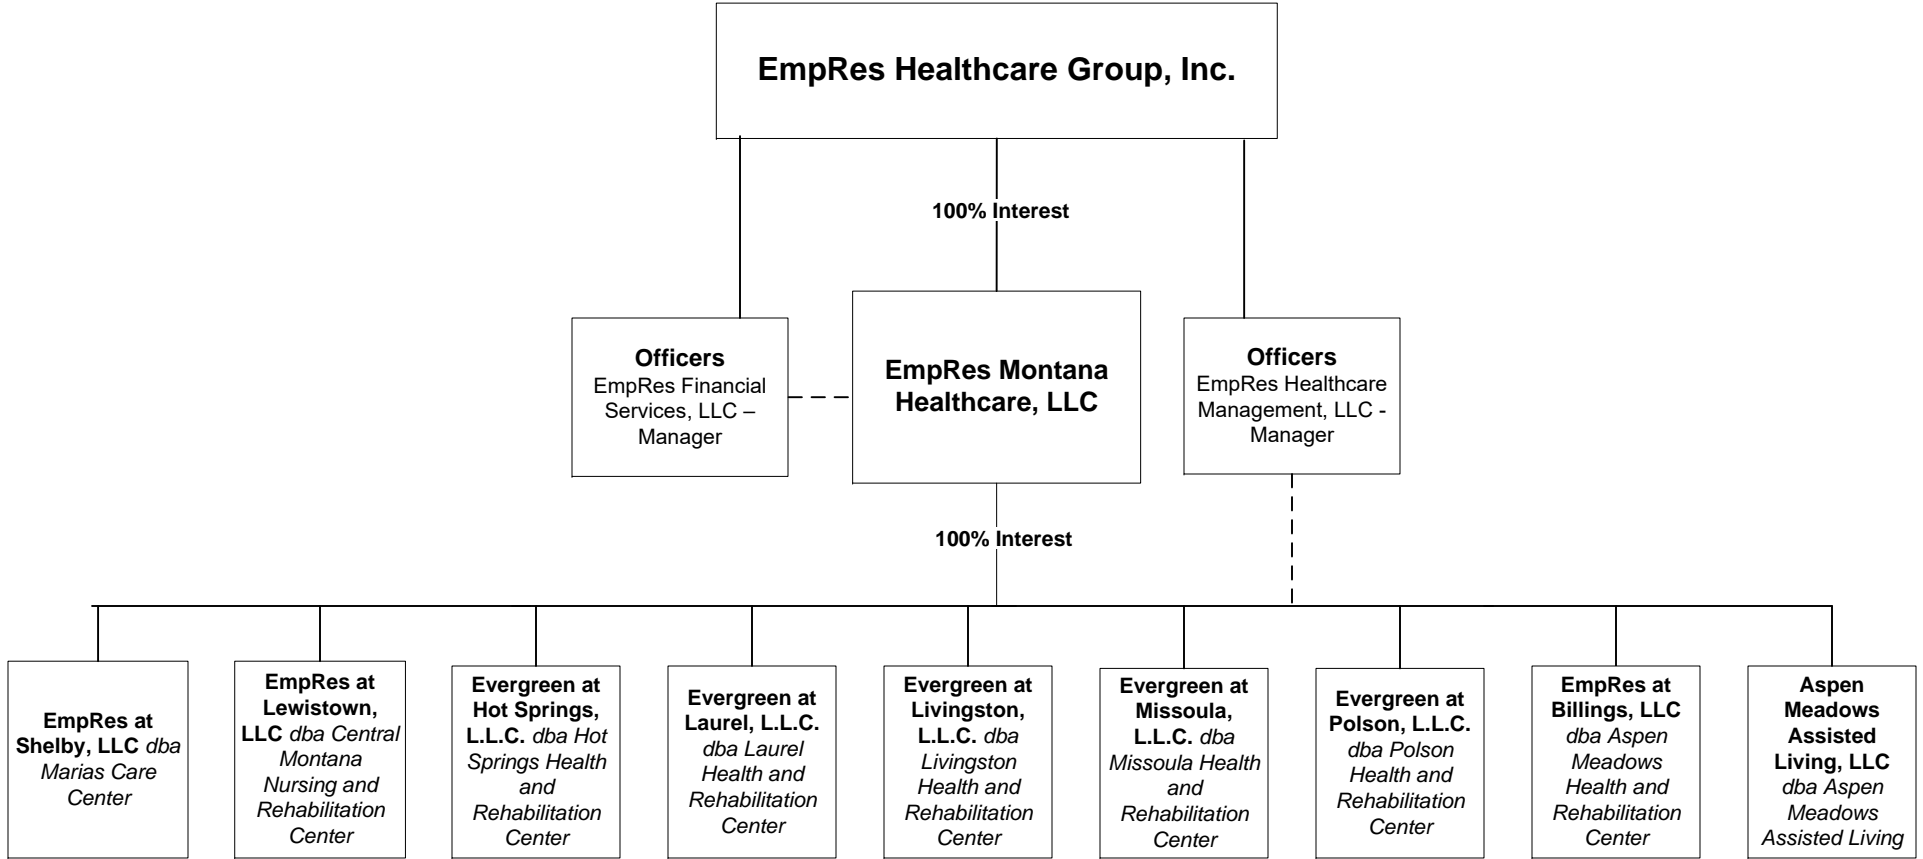 EmpRes Healthcare Group, Inc.
100% Interest
Officers
EmpRes Financial
Services, LLC –
Manager
EmpRes Montana
Healthcare, LLC
Officers
EmpRes Healthcare
Management, LLC -
Manager
100% Interest
EmpRes at
Shelby, LLC dba
Marias Care
Center
EmpRes at
Lewistown,
LLC dba Central
Montana
Nursing and
Rehabilitation
Center
Evergreen at
Hot Springs,
L.L.C. dba Hot
Springs Health
and
Rehabilitation
Center
Evergreen at
Laurel, L.L.C.
dba Laurel
Health and
Rehabilitation
Center
Evergreen at
Livingston,
L.L.C. dba
Livingston
Health and
Rehabilitation
Center
Evergreen at
Missoula,
L.L.C. dba
Missoula Health
and
Rehabilitation
Center
Evergreen at
Polson, L.L.C.
dba Polson
Health and
Rehabilitation
Center
EmpRes at
Billings, LLC
dba Aspen
Meadows
Health and
Rehabilitation
Center
Aspen
Meadows
Assisted
Living, LLC
dba Aspen
Meadows
Assisted Living